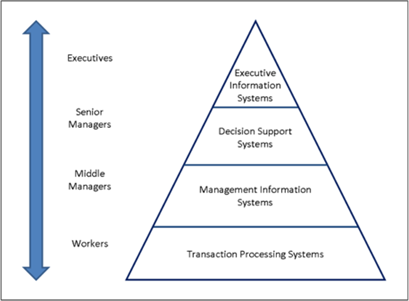 Executives
Executive
Information
Systems
Senior
Managers
Decision Support
Systems
Middle
Managers
Management Information
Systems
Workers
Transaction Processing Systems